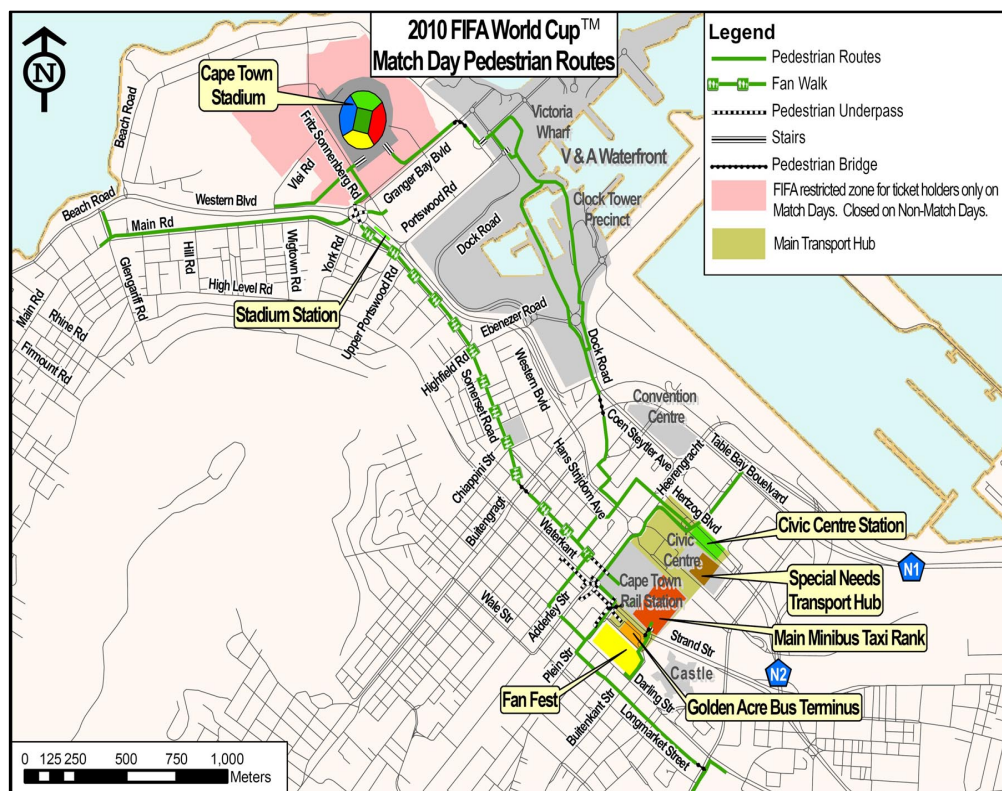 2010 FIFA World Cup™
Match Day Pedestrian Routes
N
Legend
Pedestrian Routes
Fan Walk
Pedestrian Underpass
Stairs
Pedestrian Bridge
FIFA restricted zone for ticket holders only on
Match Days. Closed on Non-Match Days.
Main Transport Hub
Cape Town
Stadium
Beach Road
Fritz Sonnenberg Rd
Vlei Rd
Granger Bay Blvd
Victoria
Wharf
V & A Waterfront
Clock Tower
Precinct
Beach Road
Western Blvd
Portswood Rd
Dock Road
Main Rd
Hill Rd
Wigtown Rd
York Rd
Glengariff Rd
High Level Rd
Upper Portswood Rd
Stadium Station
Main Rd
Rhine Rd
Firmount Rd
Ebenezer Road
Highfield Rd
Western Bvld
Dock Road
Somerset Road
Convention
Centre
Coen Steytler Ave
Heerengracht
Table Bay Bouelvard
Chiappini Str
Hans Strijdom Ave
Hertzog Blvd
Buitengragt
Waterkant
Civic
Centre
Civic Centre Station
N1
Special Needs
Transport Hub
Wale Str
Adderley Str
Cape Town
Rail Station
Main Minibus Taxi Rank
Strand Str
Plein Str
Castle
N2
Fan Fest
Darling Str
Golden Acre Bus Terminus
Buitenkant Str
Longmarket Street
0 125 250 500 750 1,000
Meters